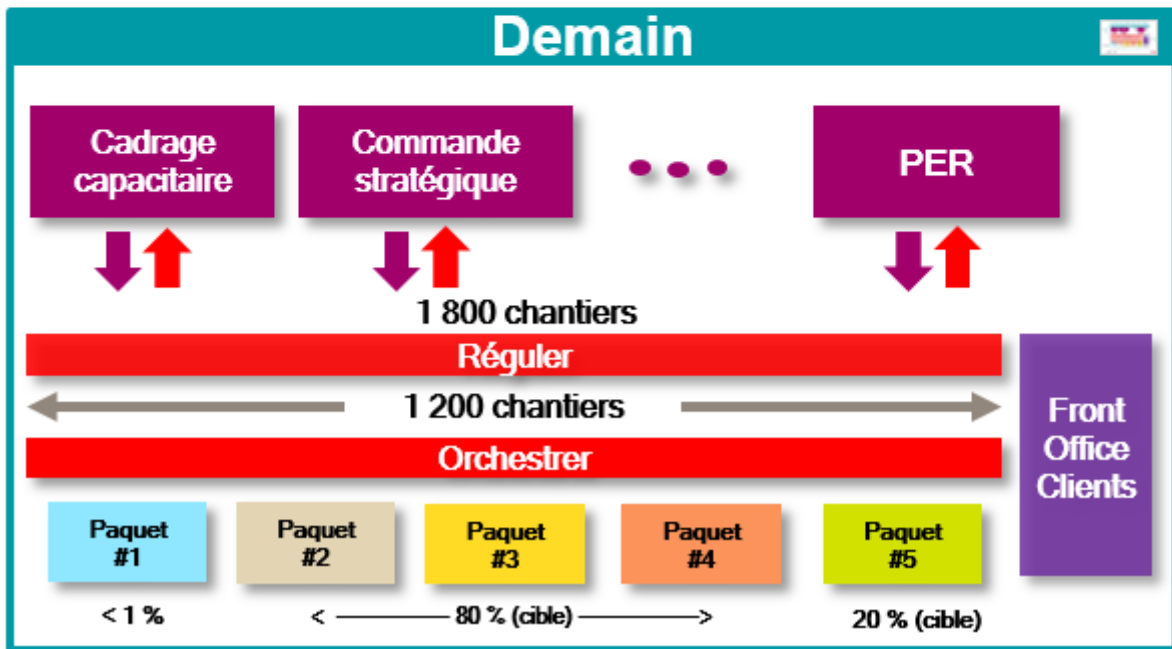 Demain
Cadrage
capacitaire
Commande
stratégique
PER
1 800 chantiers
Réguler
1 200 chantiers
Orchestrer
Front
Office
Clients
Paquet
#1
Paquet
#2
Paquet
#3
Paquet
#4
Paquet
#5
< 1 %
80 % (cible)
20 % (cible)